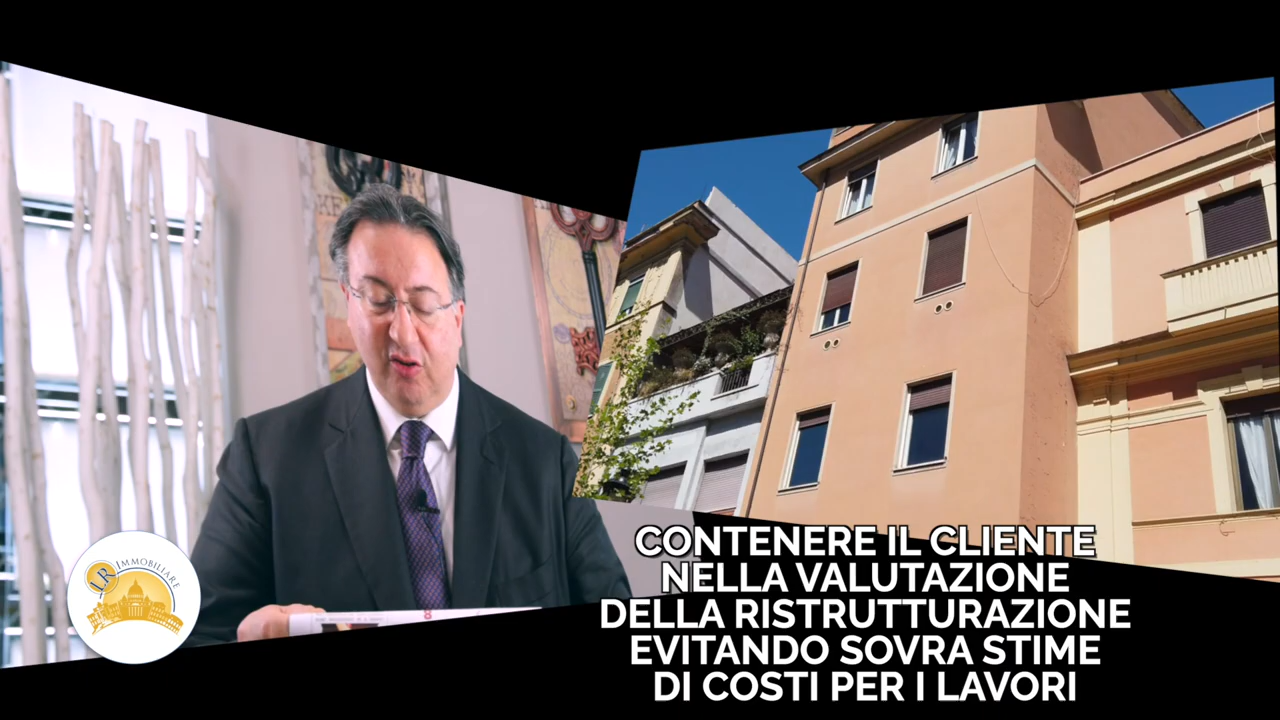 LR IMMOBILIARE
CONTENERE IL CLIENTE
NELLA VALUTAZIONE
DELLA RISTRUTTURAZIONE
EVITANDO SOVRA STIME
DI COSTI PER I LAVORI